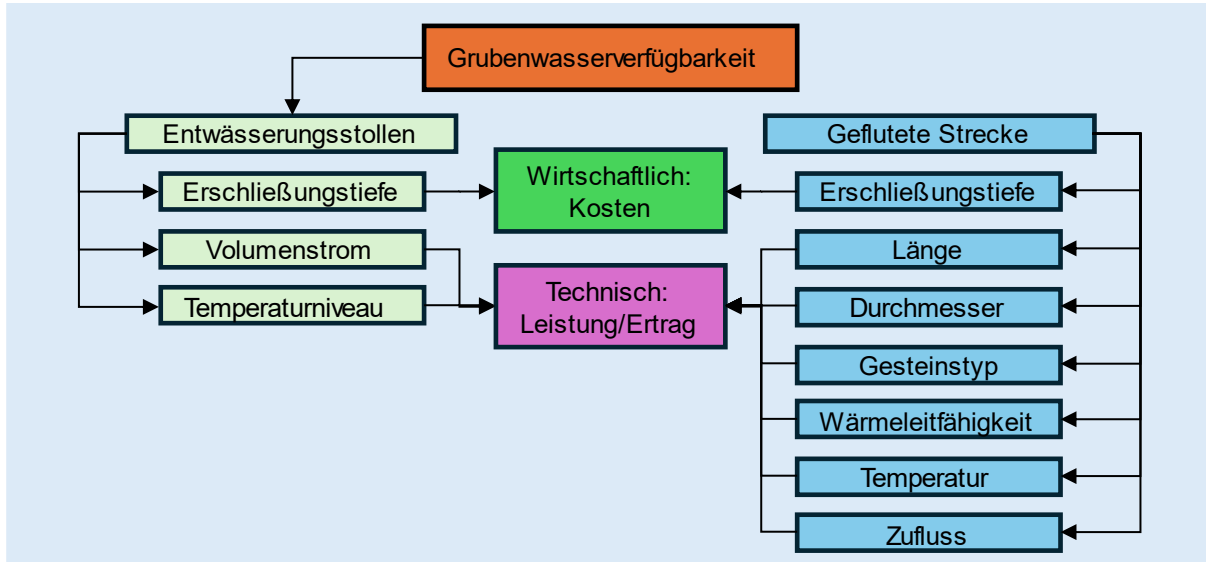 Grubenwasserverfügbarkeit
Entwässerungsstollen
Erschließungstiefe
Volumenstrom
Temperaturniveau
Wirtschaftlich:
Kosten
Technisch:
Leistung/Ertrag
Geflutete Strecke
Erschließungstiefe
Länge
Durchmesser
Gesteinstyp
Wärmeleitfähigkeit
Temperatur
Zufluss